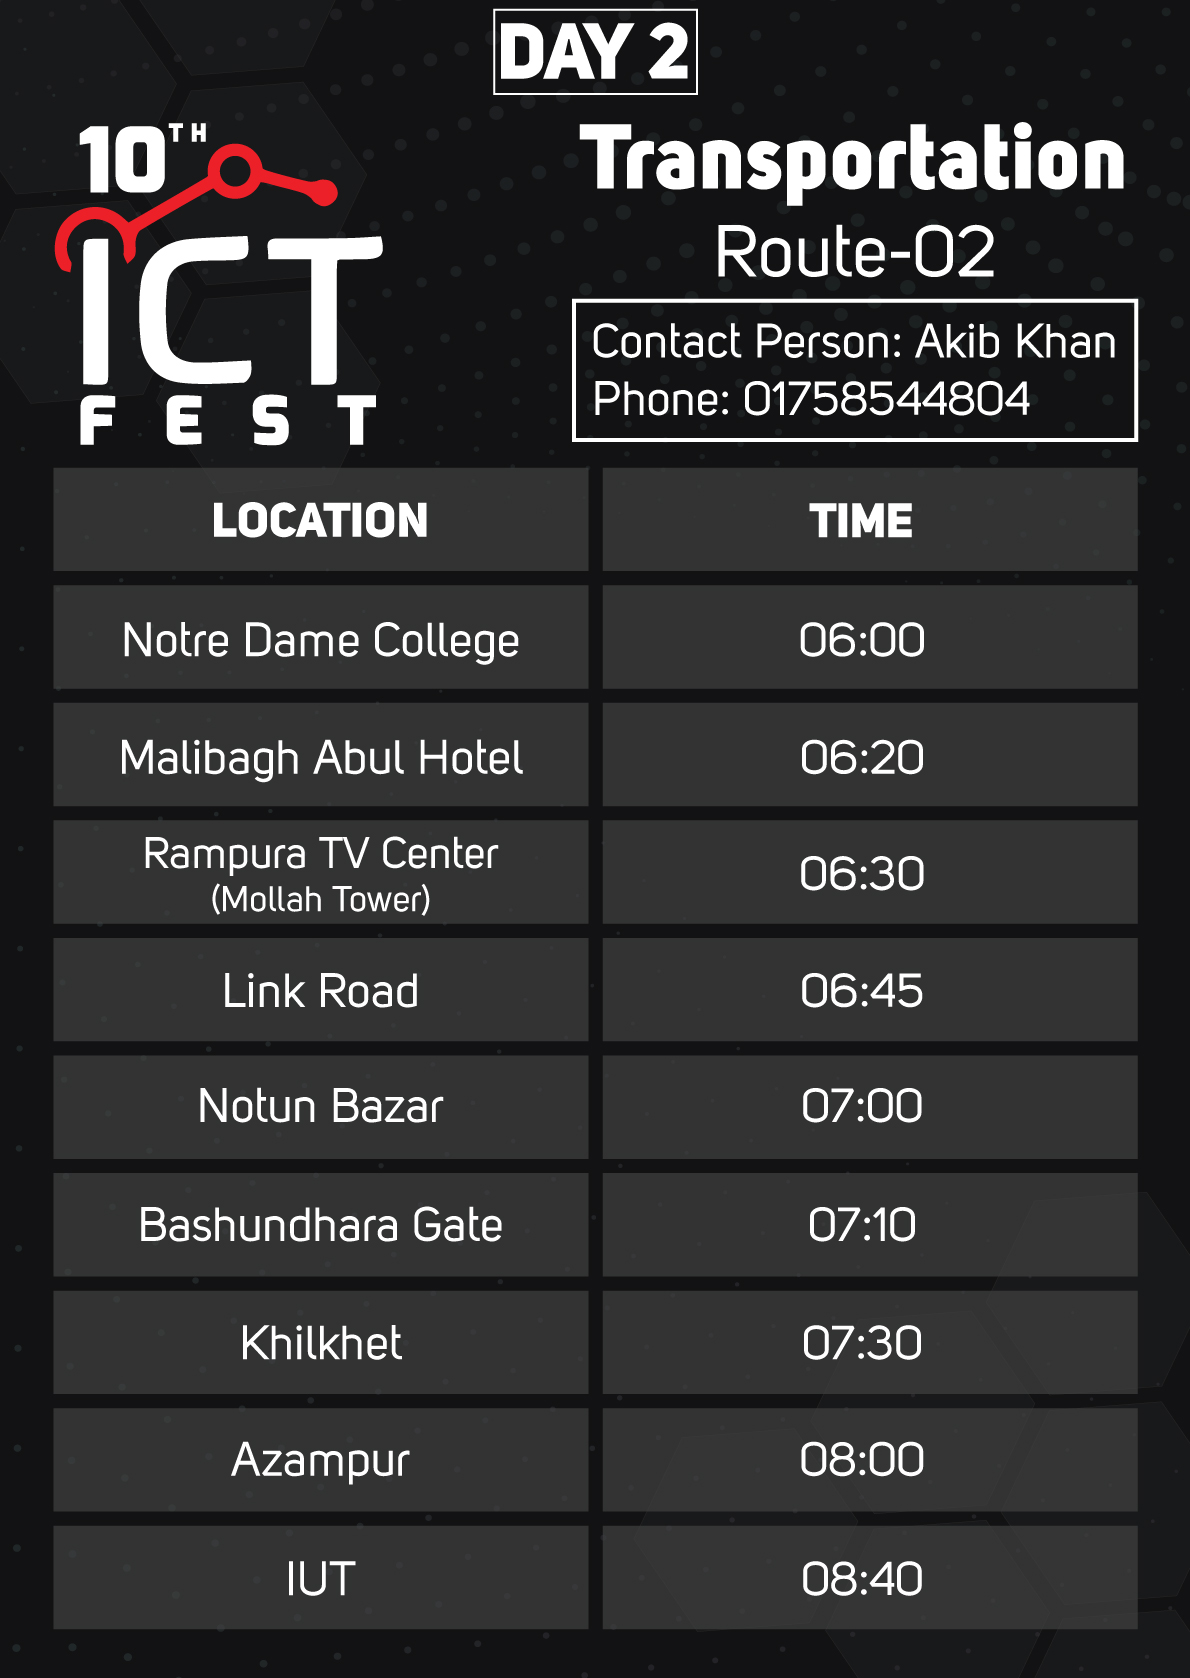 DAY 2
10TH
ICT
FEST
Transportation
Route-02
Contact Person: Akib Khan
Phone: 01758544804
LOCATION TIME
Notre Dame College 06:00
Malibagh Abul Hotel 06:20
Rampura TV Center
(Mollah Tower) 06:30
Link Road 06:45
Notun Bazar 07:00
Bashundhara Gate 07:10
Khilkhet 07:30
Azampur 08:00
IUT 08:40